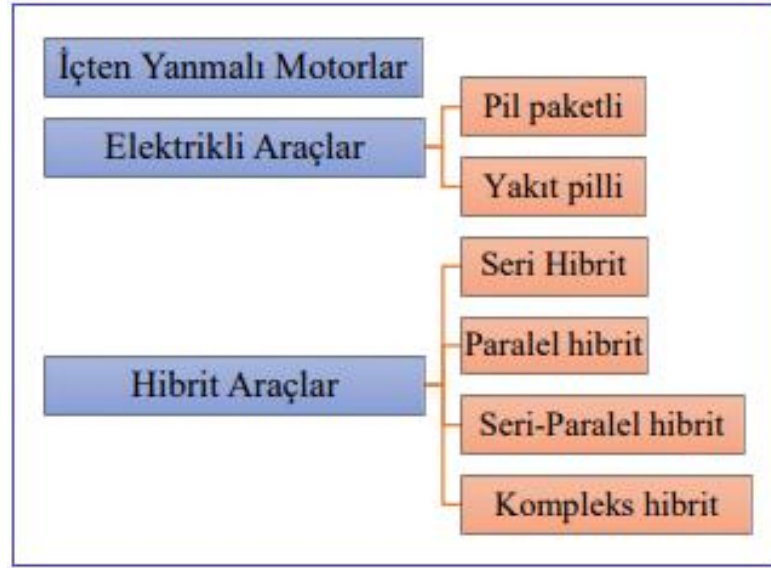 İçten Yanmalı Motorlar
Elektrikli Araçlar
Pil paketli
Yakıt pilli
Hibrit Araçlar
Seri Hibrit
Paralel hibrit
Seri-Paralel hibrit
Kompleks hibrit